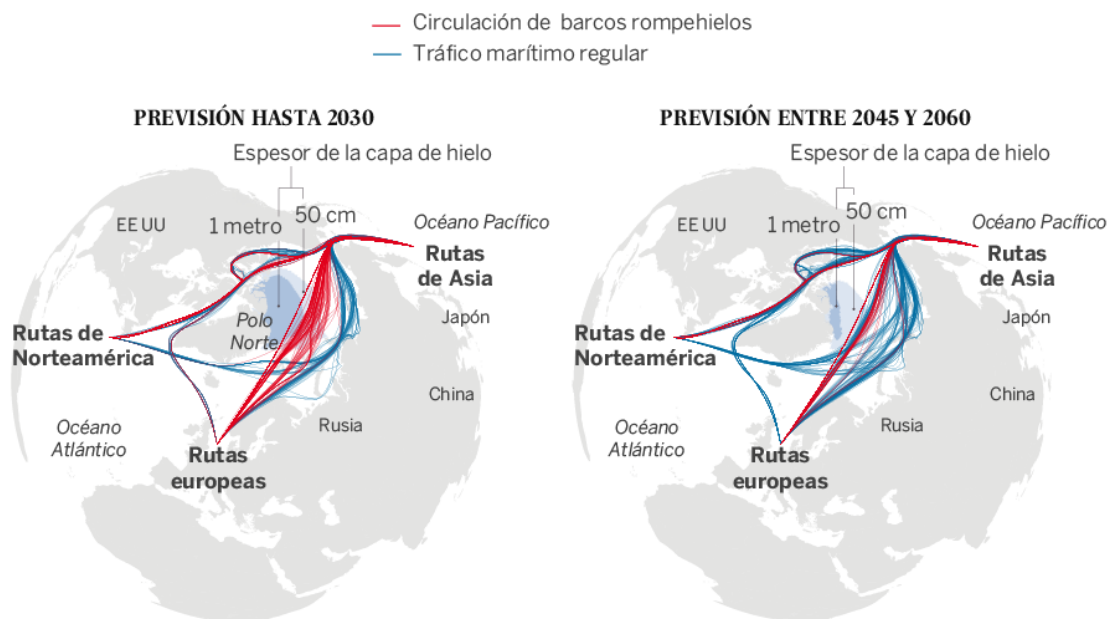 Circulación de barcos rompehielos
Tráfico marítimo regular
PREVISIÓN HASTA 2030
Espesor de la capa de hielo
1 metro
50 cm
EE UU
Océano Pacífico
Rutas
de Asia
Polo
Norte
Japón
Rutas de
Norteamérica
China
Océano
Atlántico
Rusia
Rutas
europeas
PREVISIÓN ENTRE 2045 Y 2060
Espesor de la capa de hielo
1 metro
50 cm
EE UU
Océano Pacífico
Rutas
de Asia
Japón
Rutas de
Norteamérica
China
Océano
Atlántico
Rusia
Rutas
europeas